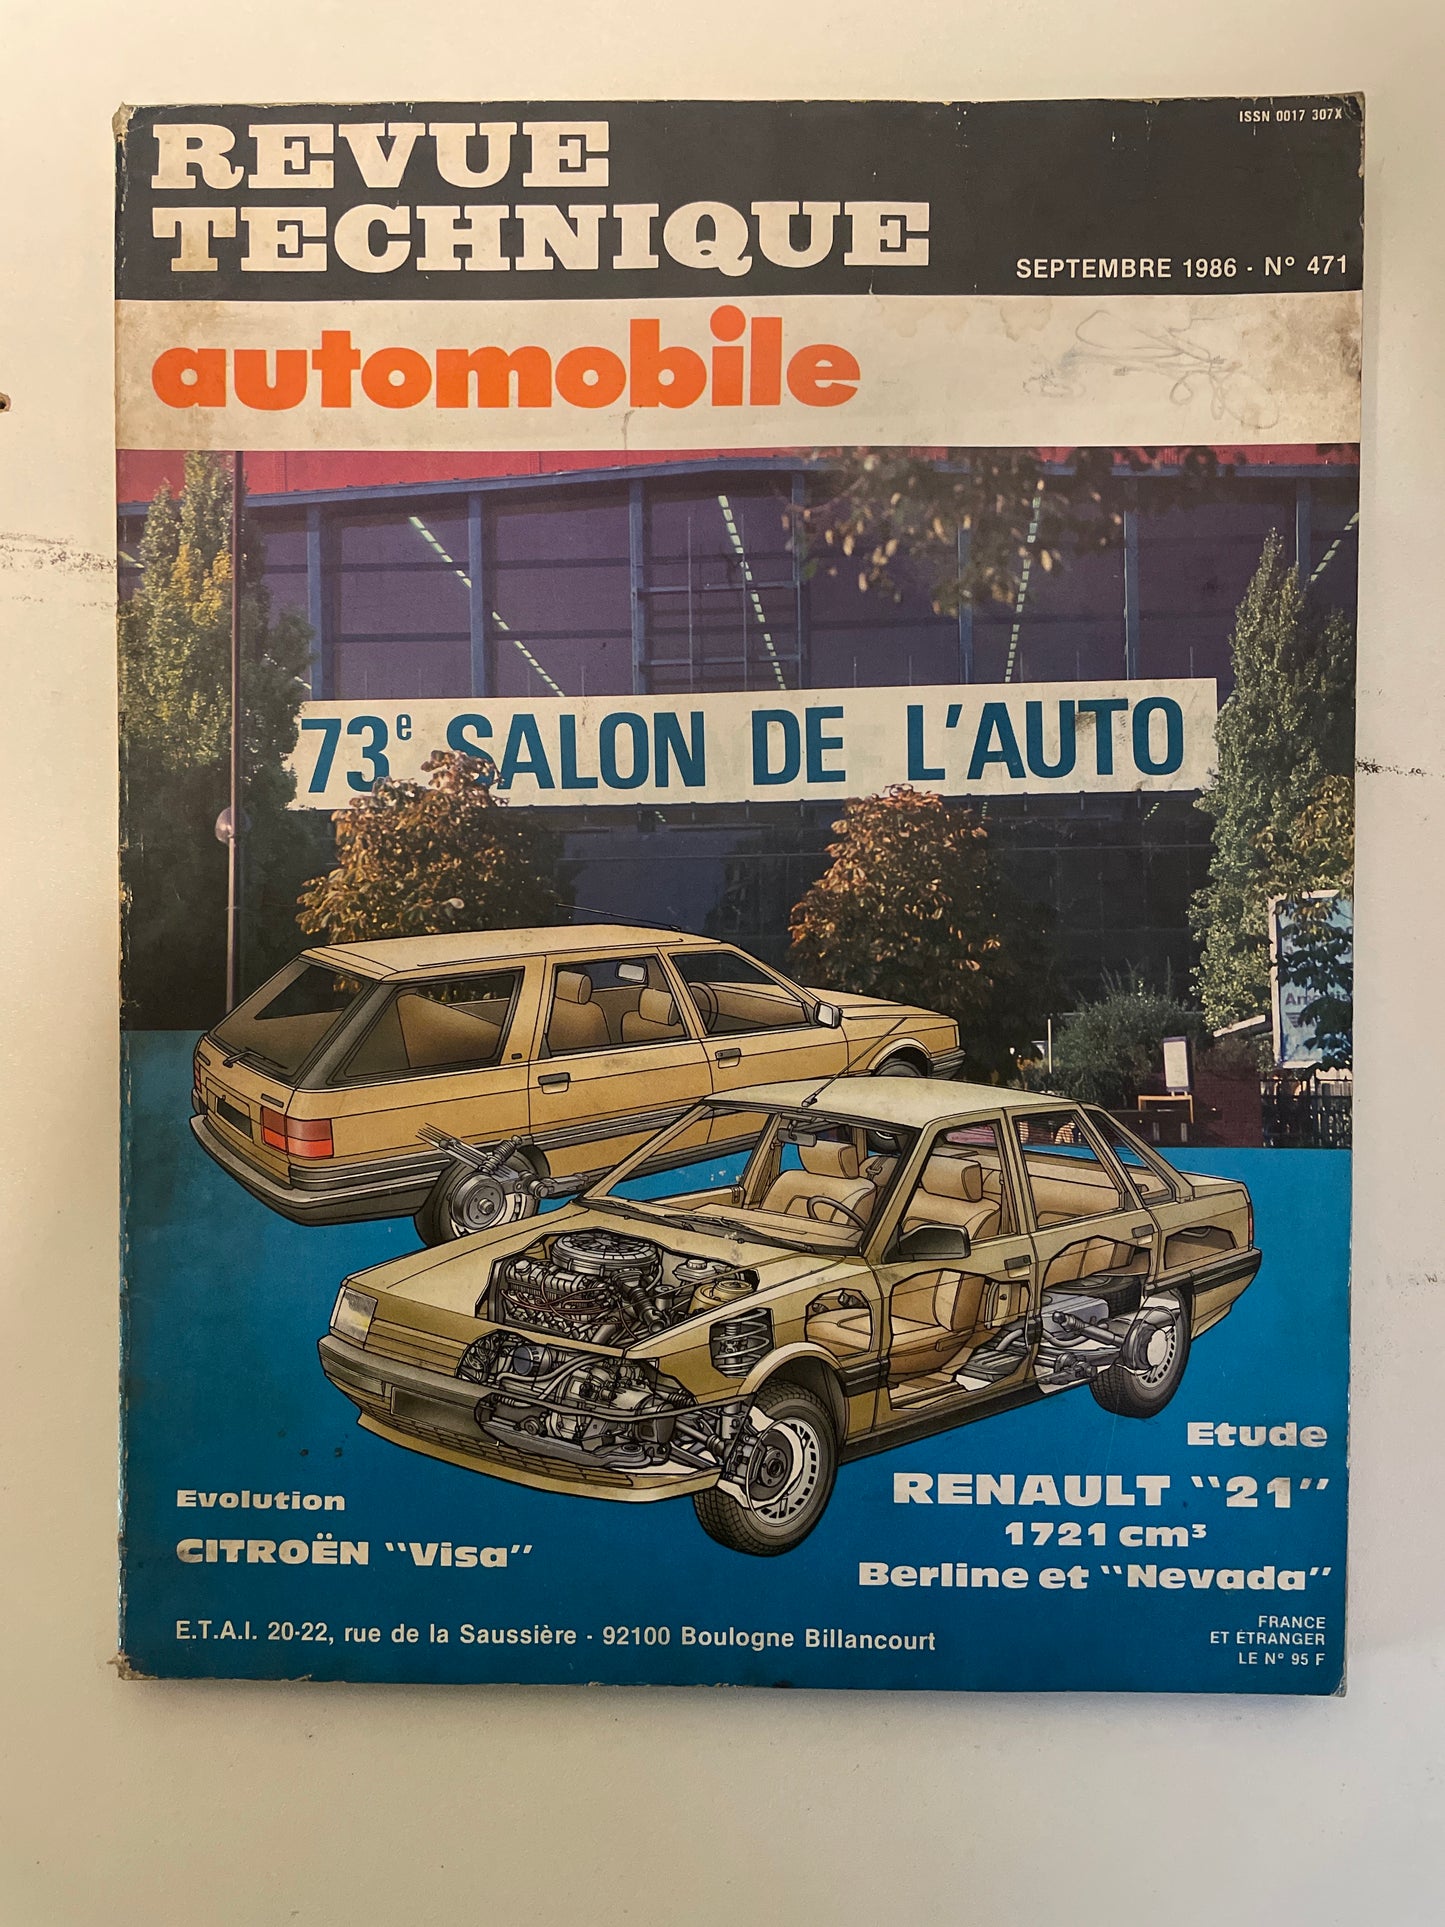 ISSN 0017 307X
REVUE
TECHNIQUE
SEPTEMBRE 1986 - N° 471
automobile
73e SALON DE L'AUTO
Etude
RENAULT "21"
1721 cm³
Berline et "Nevada"
Evolution
CITROËN "Visa"
E.T.A.I. 20-22, rue de la Saussière - 92100 Boulogne Billancourt
FRANCE
ET ÉTRANGER
LE N° 95 F